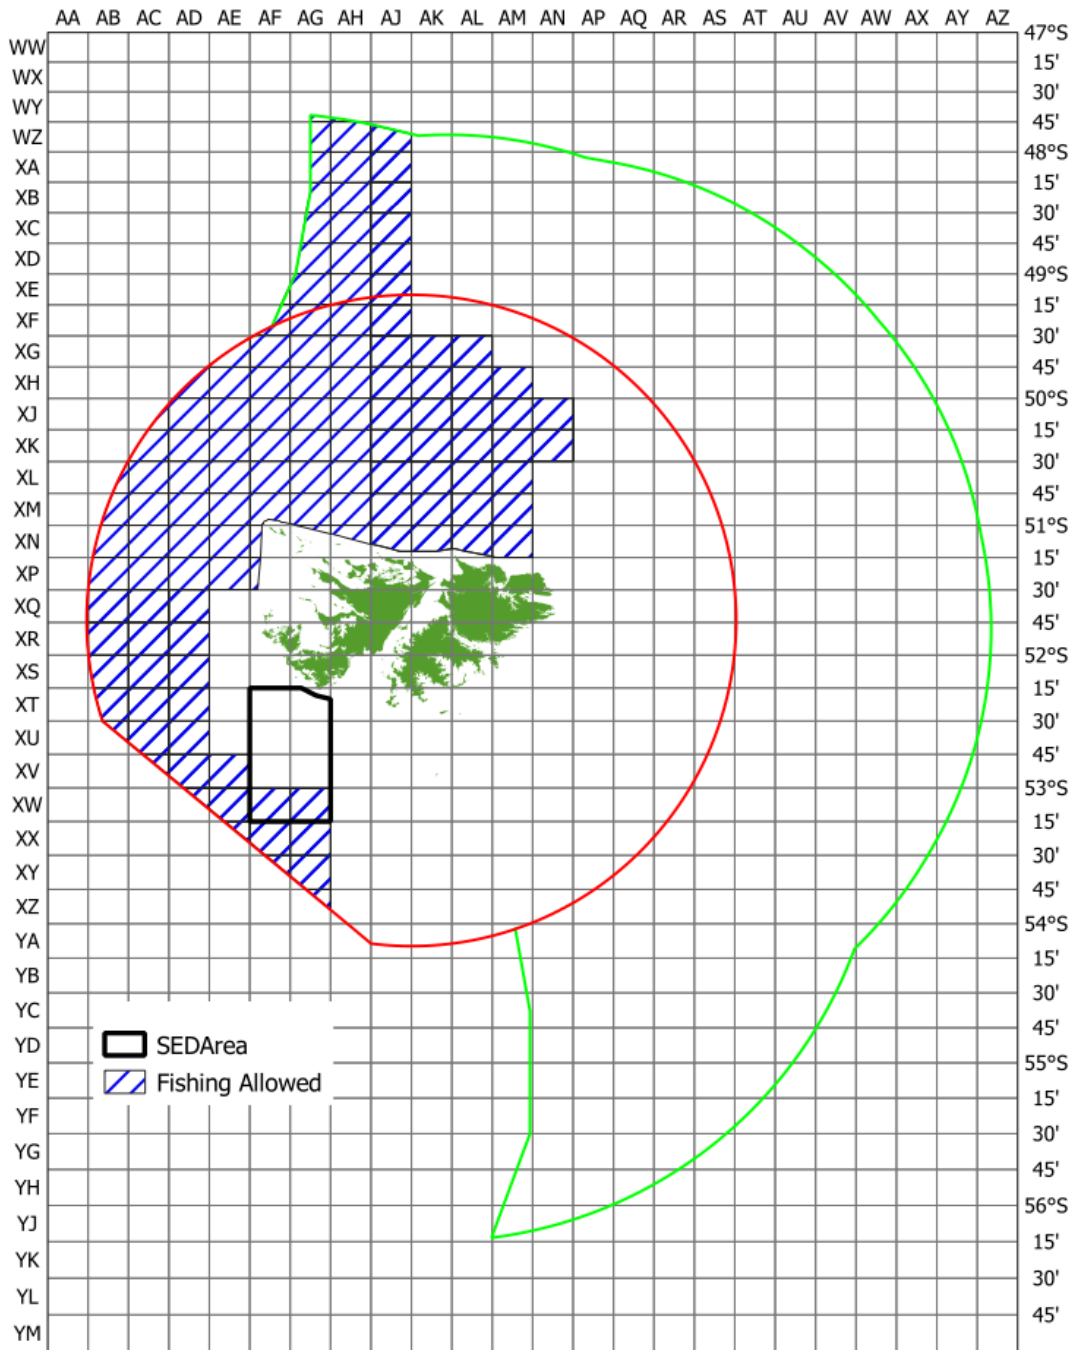 AA AB AC AD AE AF AG AH AJ AK AL AM AN AP AQ AR AS AT AU AV AW AX AY AZ
47°S
WW
15'
WX
30'
WY
45'
WZ
48°S
XA
15'
XB
30'
XC
45'
XD
49°S
XE
15'
XF
30'
XG
45'
XH
50°S
XJ
15'
XK
30'
XL
45'
XM
51°S
XN
15'
XP
30'
XQ
45'
XR
52°S
XS
15'
XT
30'
XU
45'
XV
53°S
XW
15'
XX
30'
XY
45'
XZ
54°S
YA
15'
YB
30'
YC
45'
YD
55°S
YE
15'
YF
30'
YG
45'
YH
56°S
YJ
15'
YK
30'
YL
45'
YM
SEDArea
Fishing Allowed